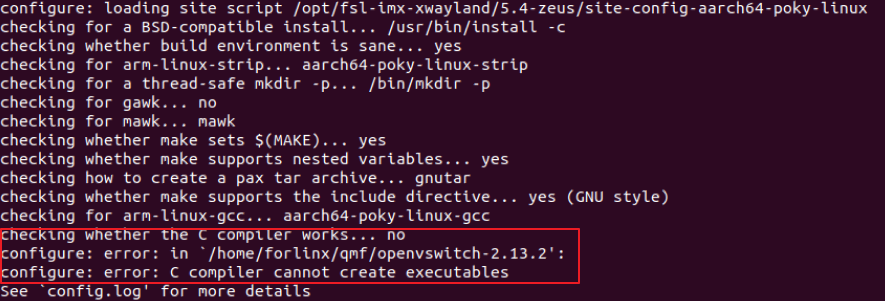 configure: loading site script /opt/fsl-imx-xwayland/5.4-zeus/site-config-aarch64-poky-linux
checking for a BSD-compatible install... /usr/bin/install -c
checking whether build environment is sane... yes
checking for arm-linux-strip... aarch64-poky-linux-strip
checking for a thread-safe mkdir -p... /bin/mkdir -p
checking for gawk... no
checking for mawk... mawk
checking whether make sets $(MAKE)... yes
checking whether make supports nested variables... yes
checking how to create a pax tar archive... gnutar
checking whether make supports the include directive... yes (GNU style)
checking for arm-linux-gcc... aarch64-poky-linux-gcc
checking whether the C compiler works... no
configure: error: in `/home/forlinx/qmf/openvswitch-2.13.2':
configure: error: C compiler cannot create executables
See `config.log' for more details